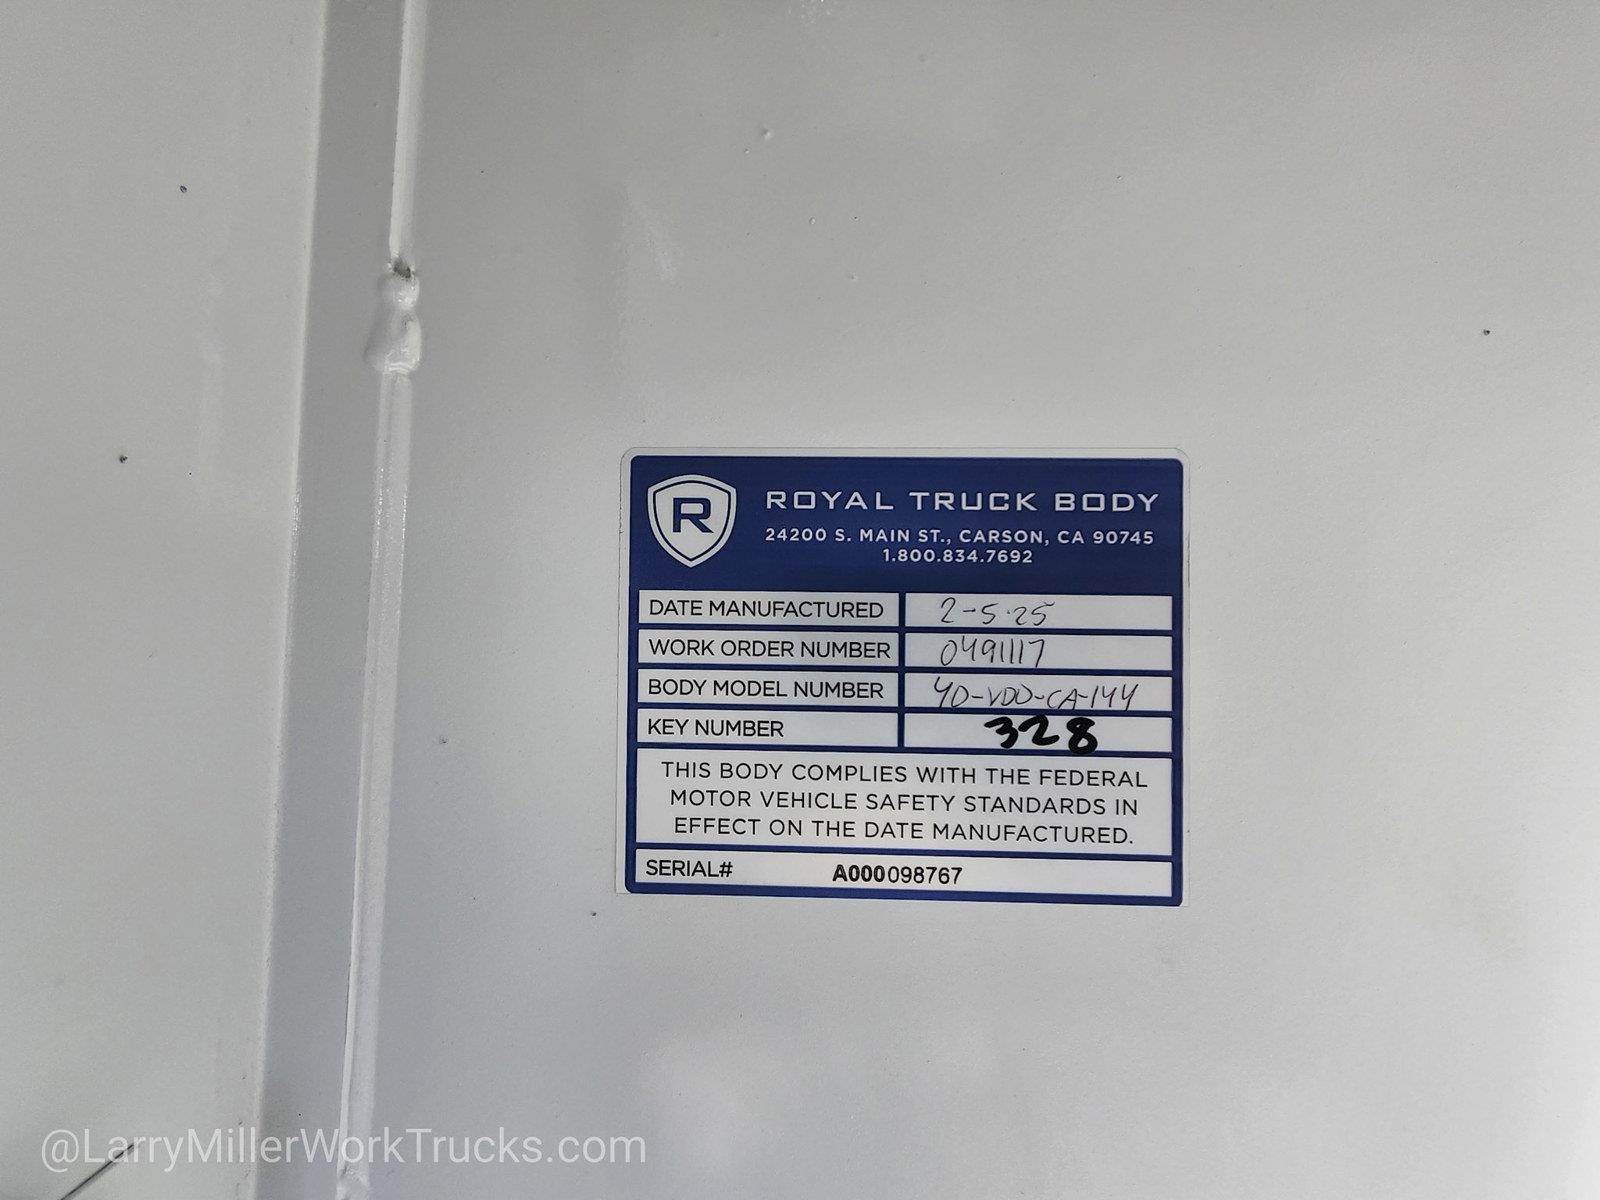 R
ROYAL TRUCK BODY
24200 S. MAIN ST., CARSON, CA 90745
1.800.834.7692
DATE MANUFACTURED 2-5-25
WORK ORDER NUMBER 0491117
BODY MODEL NUMBER 40-VDD-CA-144
KEY NUMBER 328
THIS BODY COMPLIES WITH THE FEDERAL
MOTOR VEHICLE SAFETY STANDARDS IN
EFFECT ON THE DATE MANUFACTURED.
SERIAL# A000098767
@LarryMillerWorkTrucks.com